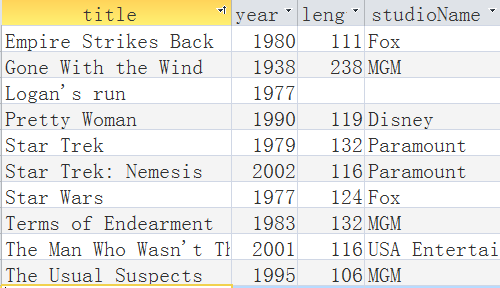 title year leng studioName
Empire Strikes Back 1980 111 Fox
Gone With the Wind 1938 238 MGM
Logan's run 1977
Pretty Woman 1990 119 Disney
Star Trek 1979 132 Paramount
Star Trek: Nemesis 2002 116 Paramount
Star Wars 1977 124 Fox
Terms of Endearment 1983 132 MGM
The Man Who Wasn't Th 2001 116 USA Entertai
The Usual Suspects 1995 106 MGM